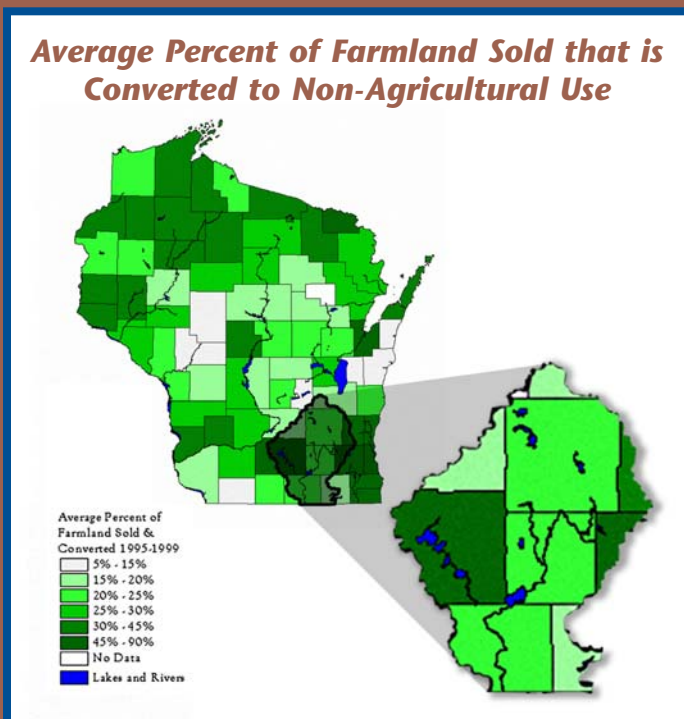 Average Percent of Farmland Sold that is
Converted to Non-Agricultural Use
Average Percent of
Farmland Sold &
Converted 1995-1999
5% - 15%
15% - 20%
20% - 25%
25% - 30%
30% - 45%
45% - 90%
No Data
Lakes and Rivers